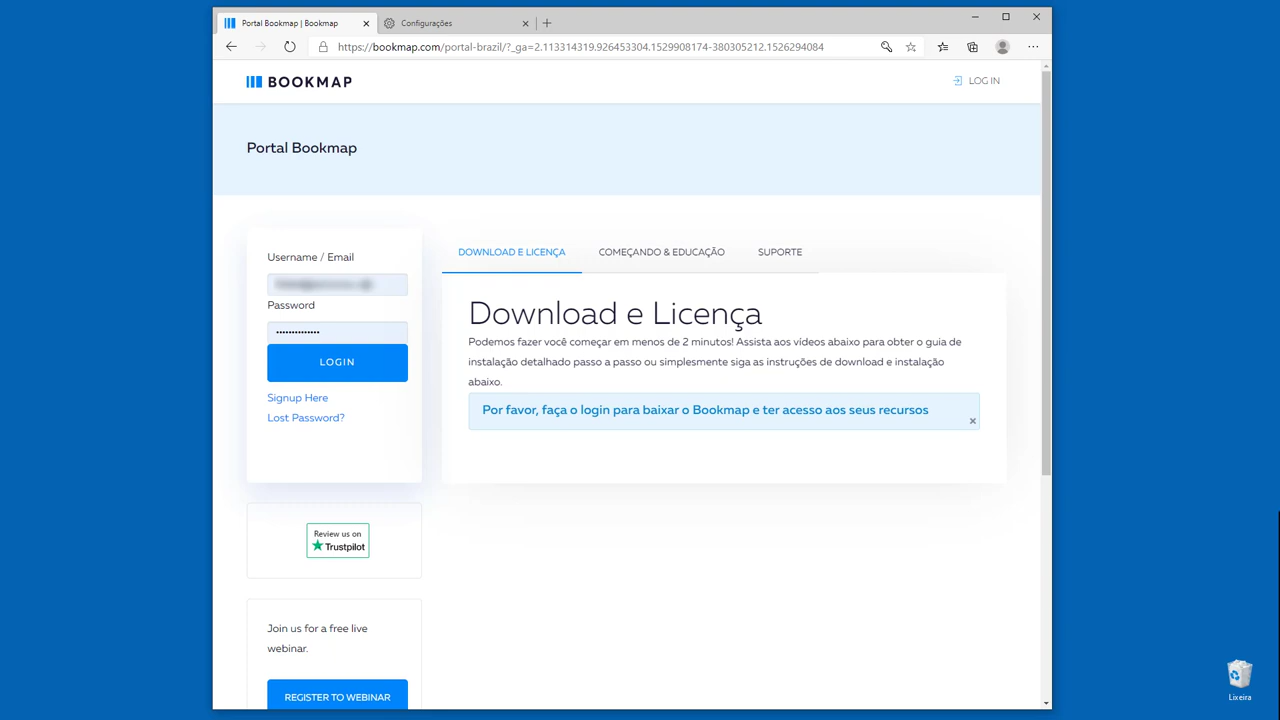 Portal Bookmap | Bookmap
Configurações
https://bookmap.com/portal-brazil/?_ga=2.113314319.926453304.1529908174-380305212.1526294084
BOOKMAP
LOG IN
Portal Bookmap
Username / Email
Password
LOGIN
Signup Here
Lost Password?
DOWNLOAD E LICENÇA
COMEÇANDO & EDUCAÇÃO
SUPORTE
Download e Licença
Podemos fazer você começar em menos de 2 minutos! Assista aos vídeos abaixo para obter o guia de
instalação detalhado passo a passo ou simplesmente siga as instruções de download e instalação
abaixo.
Por favor, faça o login para baixar o Bookmap e ter acesso aos seus recursos
Review us on
Trustpilot
Join us for a free live
webinar.
REGISTER TO WEBINAR
Lixeira